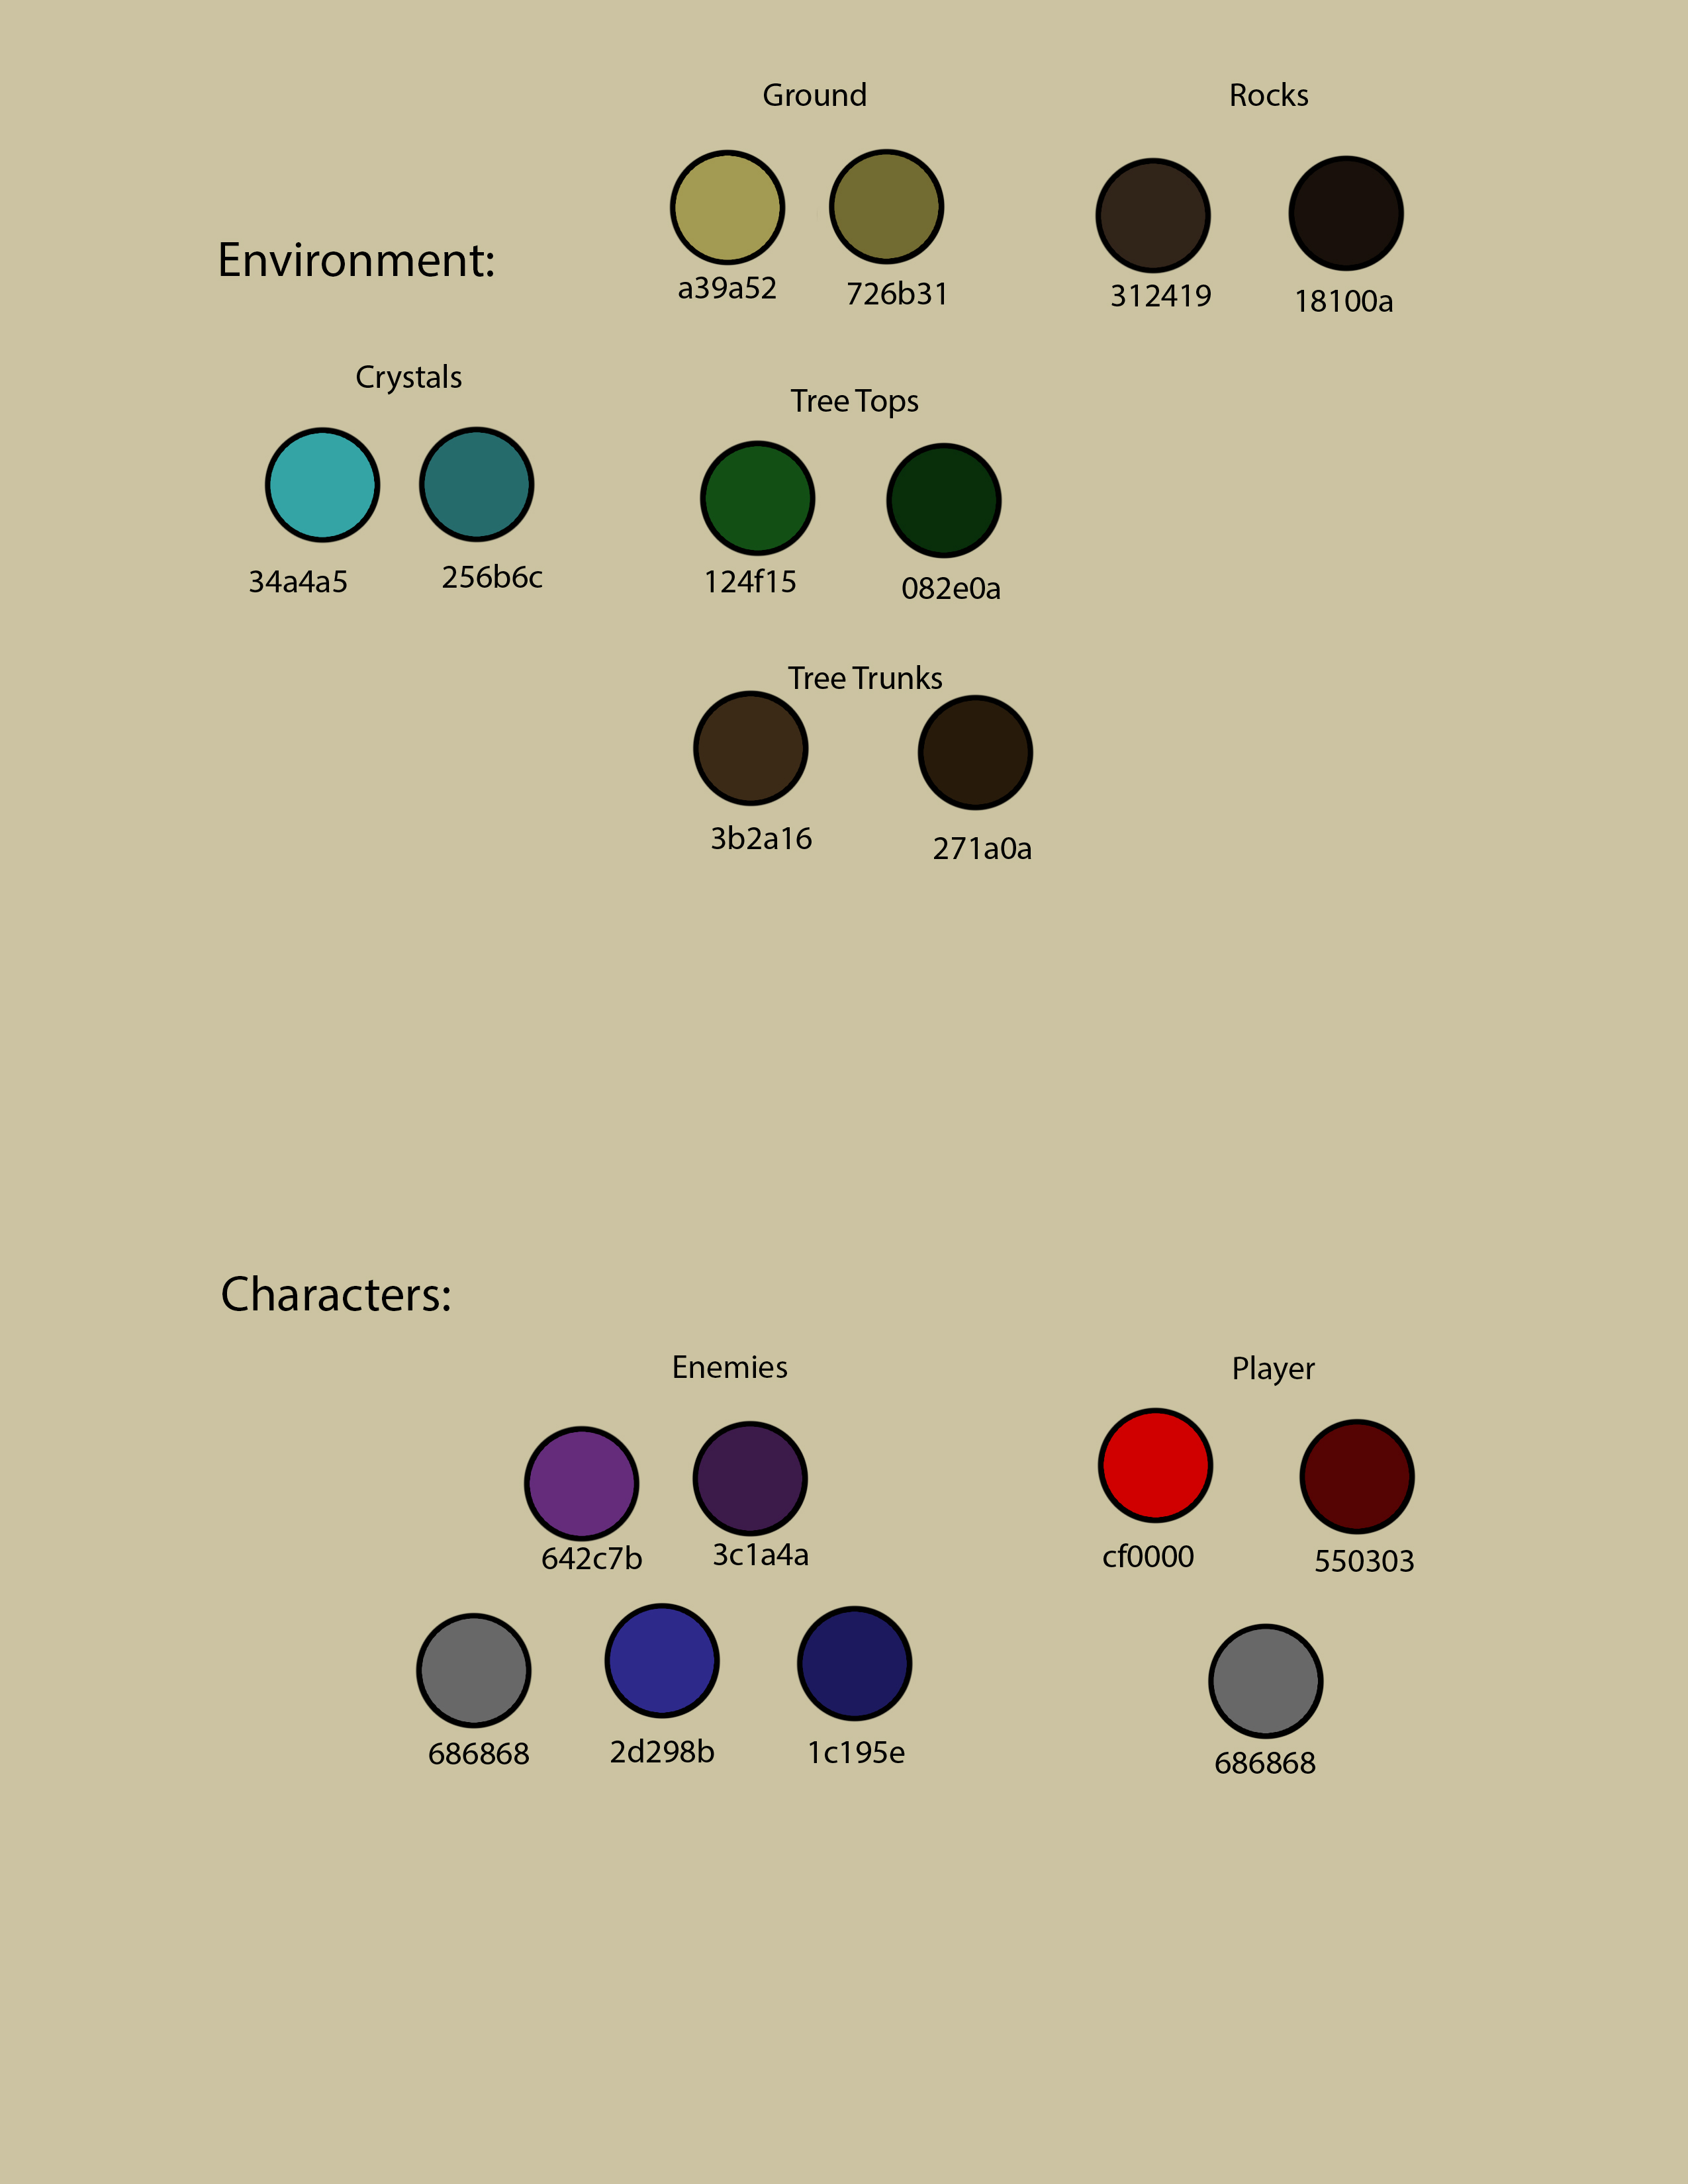 Environment:
Ground
a39a52
726b31
Rocks
312419
18100a
Crystals
34a4a5
256b6c
Tree Tops
124f15
082e0a
Tree Trunks
3b2a16
271a0a
Characters:
Enemies
642c7b
3c1a4a
686868
2d298b
1c195e
Player
cf0000
550303
686868